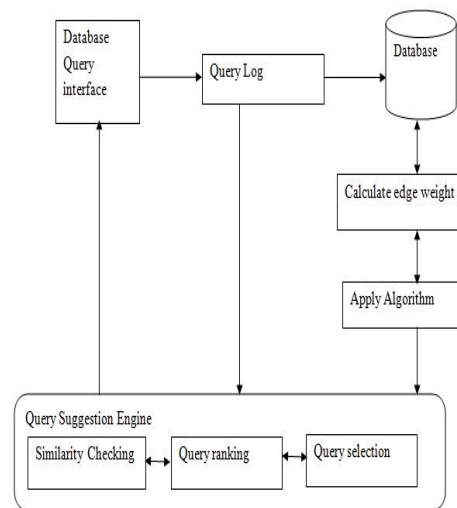 Database
Query
interface
Query Log
Database
Calculate edge weight
Apply Algorithm
Query Suggestion Engine
Similarity Checking
Query ranking
Query selection